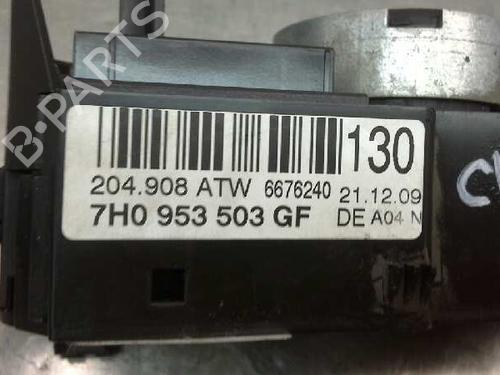 130
204.908 ATW 6676240 21.12.09
7H0 953 503 GF DE A04 N
B-PARTS